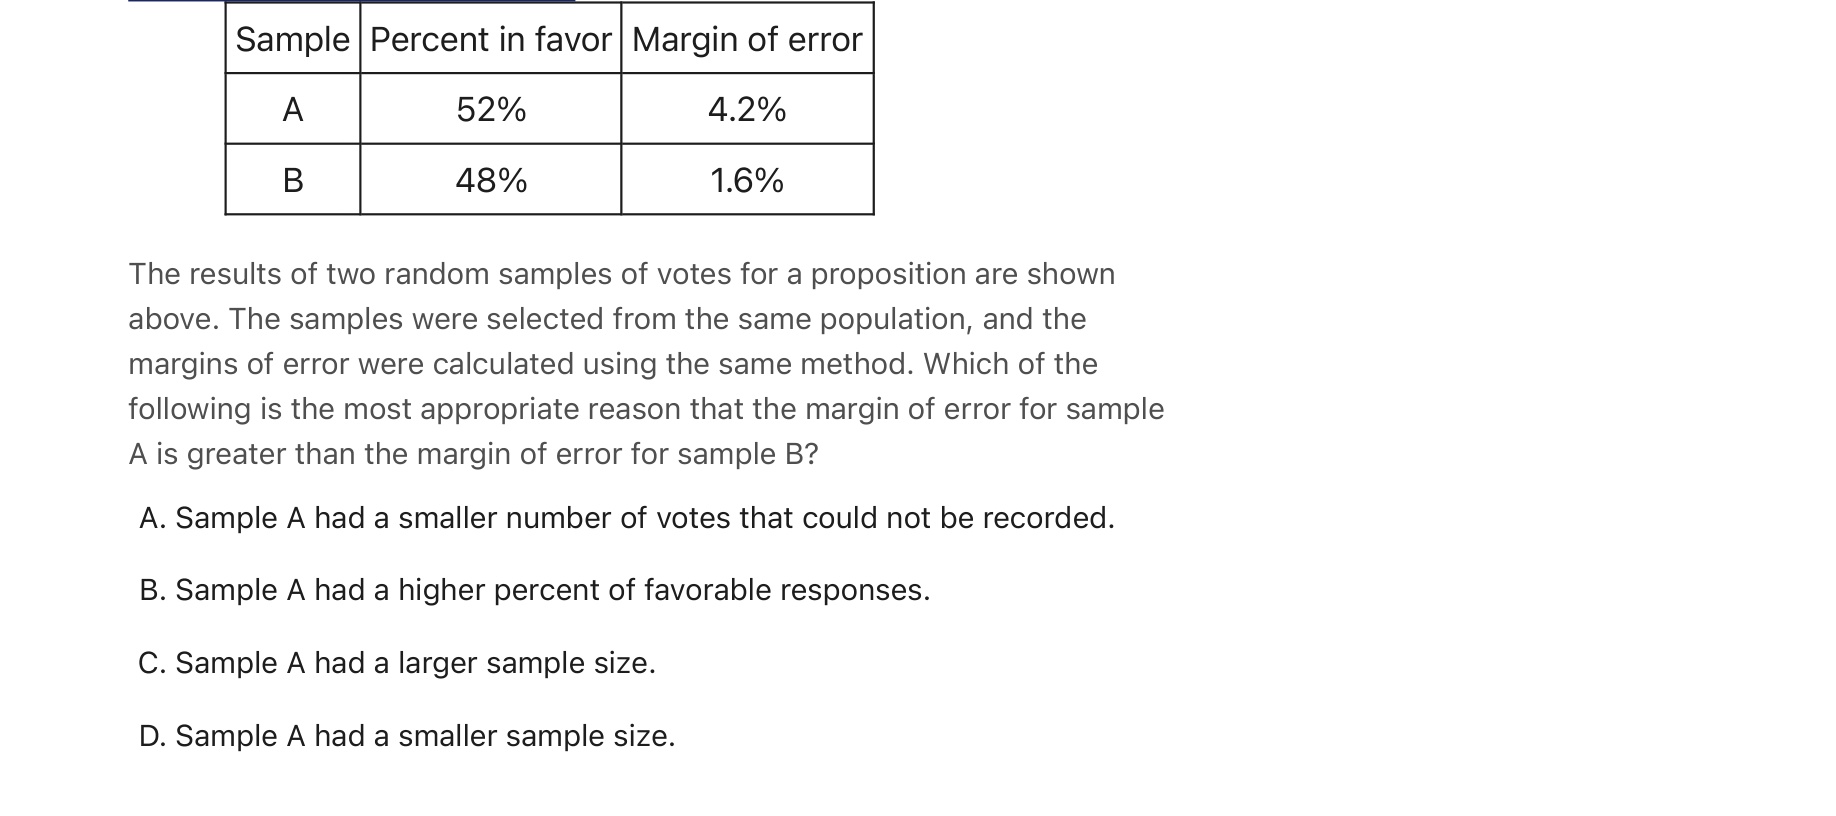 Sample Percent in favor Margin of error
A 52% 4.2%
B 48% 1.6%
The results of two random samples of votes for a proposition are shown
above. The samples were selected from the same population, and the
margins of error were calculated using the same method. Which of the
following is the most appropriate reason that the margin of error for sample
A is greater than the margin of error for sample B?
A. Sample A had a smaller number of votes that could not be recorded.
B. Sample A had a higher percent of favorable responses.
C. Sample A had a larger sample size.
D. Sample A had a smaller sample size.